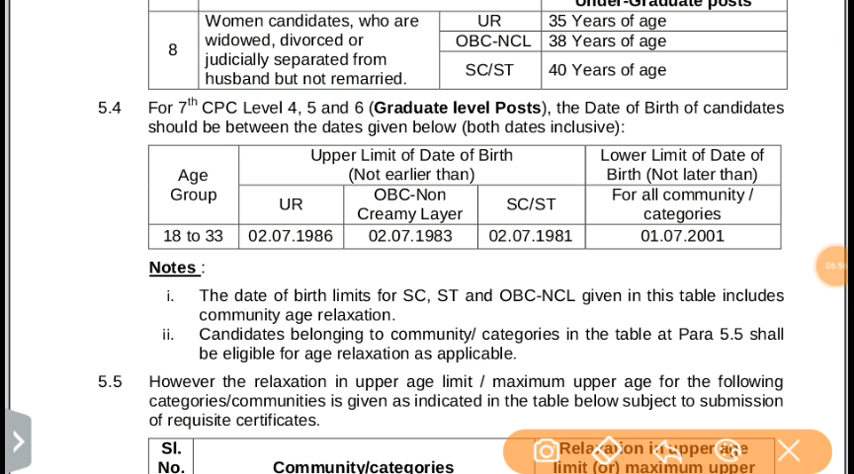 Under-Graduate posts
8
Women candidates, who are
widowed, divorced or
judicially separated from
husband but not remarried.
UR
35 Years of age
OBC-NCL
38 Years of age
SC/ST
40 Years of age
5.4 For 7th CPC Level 4, 5 and 6 (Graduate level Posts), the Date of Birth of candidates
should be between the dates given below (both dates inclusive):
Age
Group
Upper Limit of Date of Birth
(Not earlier than)
Lower Limit of Date of
Birth (Not later than)
UR
OBC-Non
Creamy Layer
SC/ST
For all community /
categories
18 to 33 02.07.1986 02.07.1983 02.07.1981 01.07.2001
Notes :
i. The date of birth limits for SC, ST and OBC-NCL given in this table includes
community age relaxation.
ii. Candidates belonging to community/ categories in the table at Para 5.5 shall
be eligible for age relaxation as applicable.
5.5 However the relaxation in upper age limit / maximum upper age for the following
categories/communities is given as indicated in the table below subject to submission
of requisite certificates.
Sl.
No.
Community/categories
Relaxation in upper age
limit (or) maximum upper